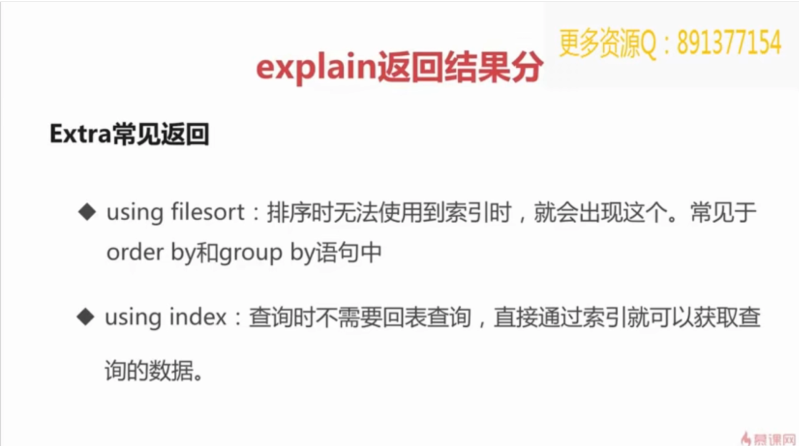 更多资源Q：891377154
explain返回结果分
Extra常见返回
◆ using filesort：排序时无法使用到索引时，就会出现这个。常见于
order by和group by语句中
◆ using index：查询时不需要回表查询，直接通过索引就可以获取查
询的数据。
慕课网